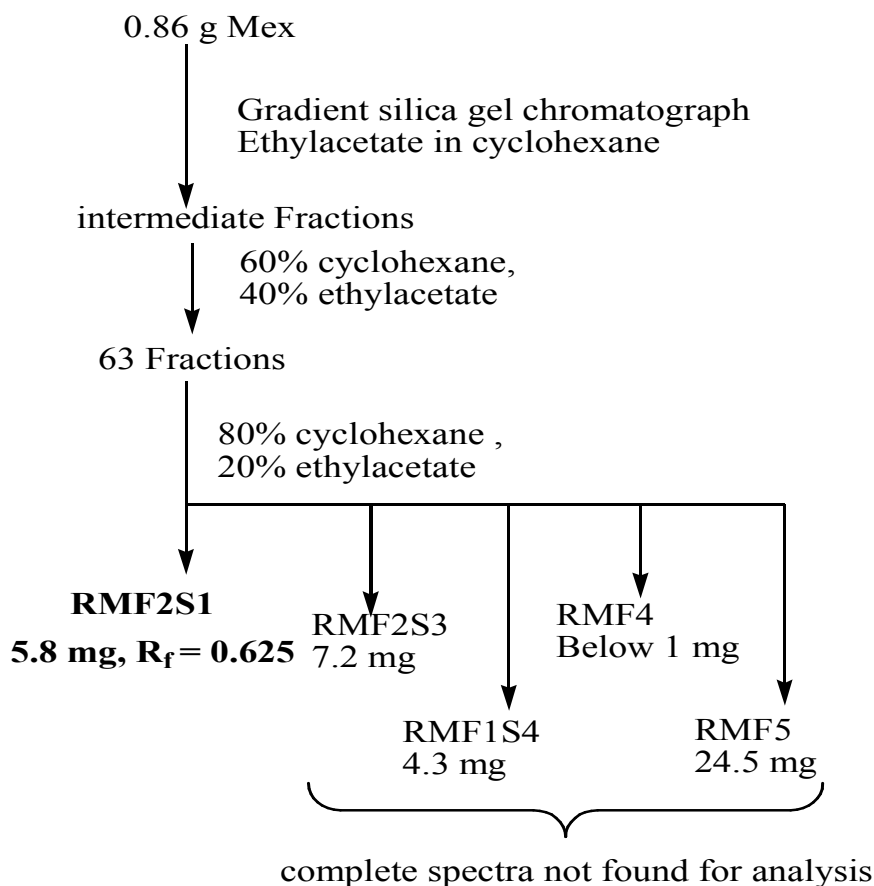 0.86 g Mex
Gradient silica gel chromatograph
Ethylacetate in cyclohexane
intermediate Fractions
60% cyclohexane,
40% ethylacetate
63 Fractions
80% cyclohexane ,
20% ethylacetate
RMF2S1
5.8 mg, Rf = 0.625
RMF2S3
7.2 mg
RMF1S4
4.3 mg
RMF4
Below 1 mg
RMF5
24.5 mg
complete spectra not found for analysis